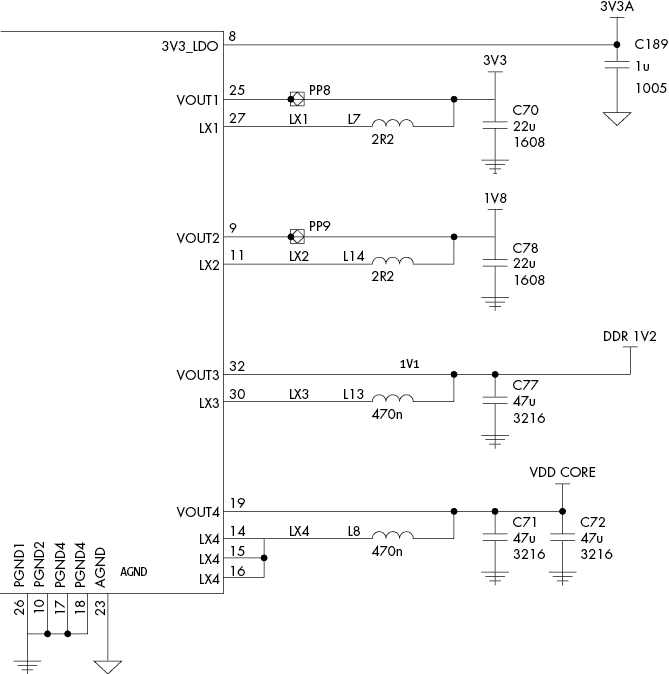 3V3A
8
3V3_LDO
C189
1u
1005
3V3
25
PP8
VOUT1
C70
27
LX1
L7
LX1
22u
2R2
1608
1V8
9
PP9
VOUT2
C78
11
LX2
L14
LX2
22u
2R2
1608
DDR 1V2
32
1V1
VOUT3
C77
30
LX3
L13
LX3
47u
470n
3216
VDD CORE
19
VOUT4
C71
C72
14
LX4
L8
LX4
47u
47u
15
470n
3216
3216
LX4
16
LX4
PGND1
PGND2
PGND4
PGND4
AGND
AGND
26
10
17
18
23